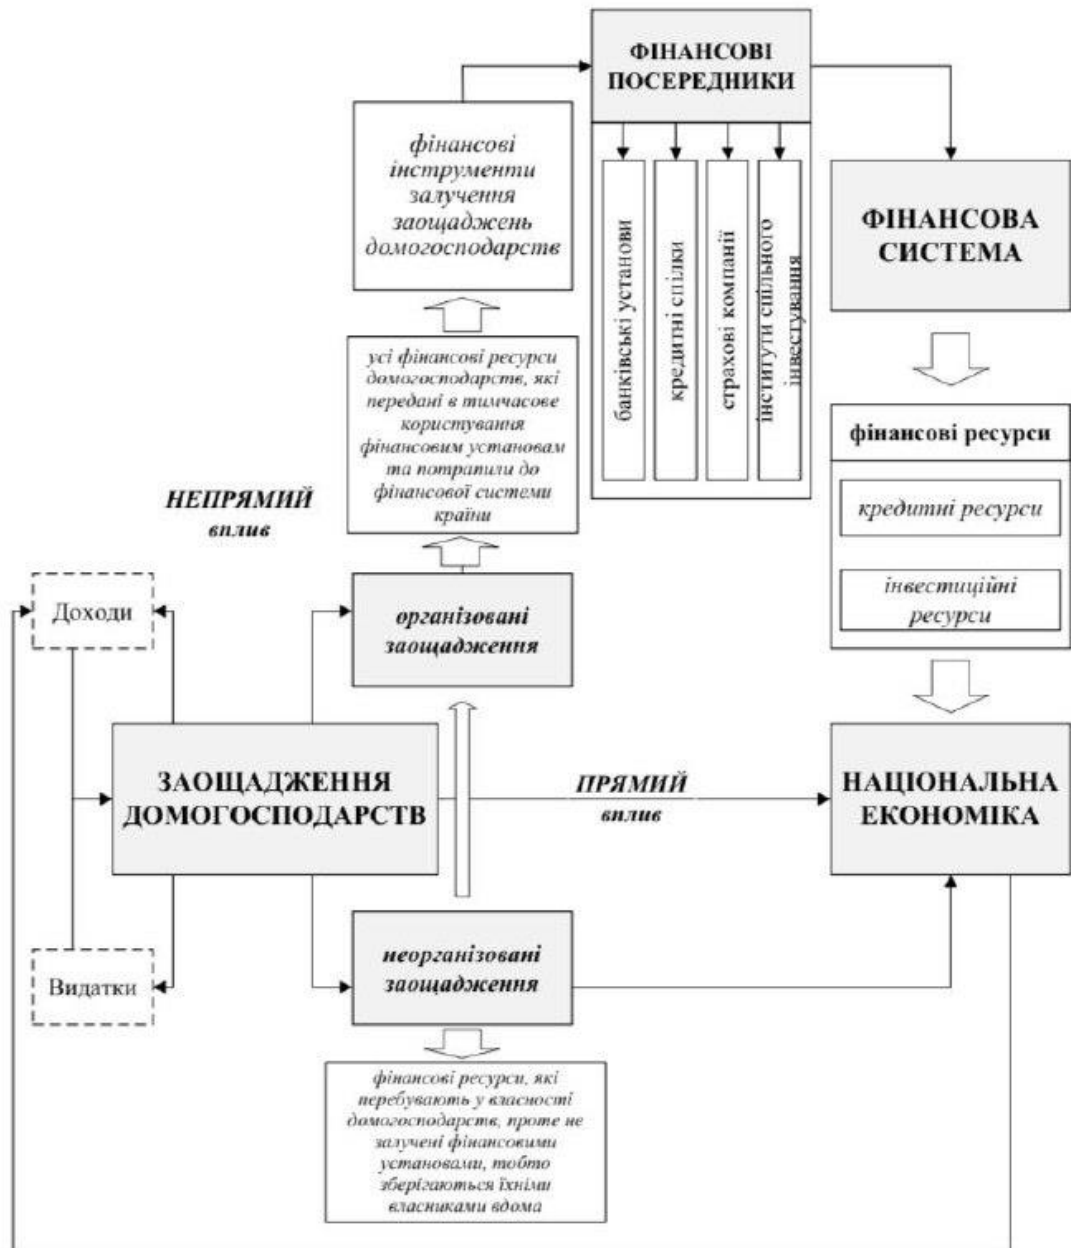 ФІНАНСОВІ
ПОСЕРЕДНИКИ
фінансові
інструменти
залучення
заощаджень
домогосподарств
банківські установи
кредитні спілки
страхові компанії
інститути спільного
інвестування
ФІНАНСОВА
СИСТЕМА
усі фінансові ресурси
домогосподарств, які
передані в тимчасове
користування
фінансовим установам
та потрапили до
фінансової системи
країни
фінансові ресурси
кредитні ресурси
інвестиційні
ресурси
НЕПРЯМИЙ
вплив
Доходи
організовані
заощадження
ЗАОЩАДЖЕННЯ
ДОМОГОСПОДАРСТВ
ПРЯМИЙ
вплив
НАЦІОНАЛЬНА
ЕКОНОМІКА
Видатки
неорганізовані
заощадження
фінансові ресурси, які
перебувають у власності
домогосподарств, проте не
залучені фінансовими
установами, тобто
зберігаються їхніми
власниками вдома